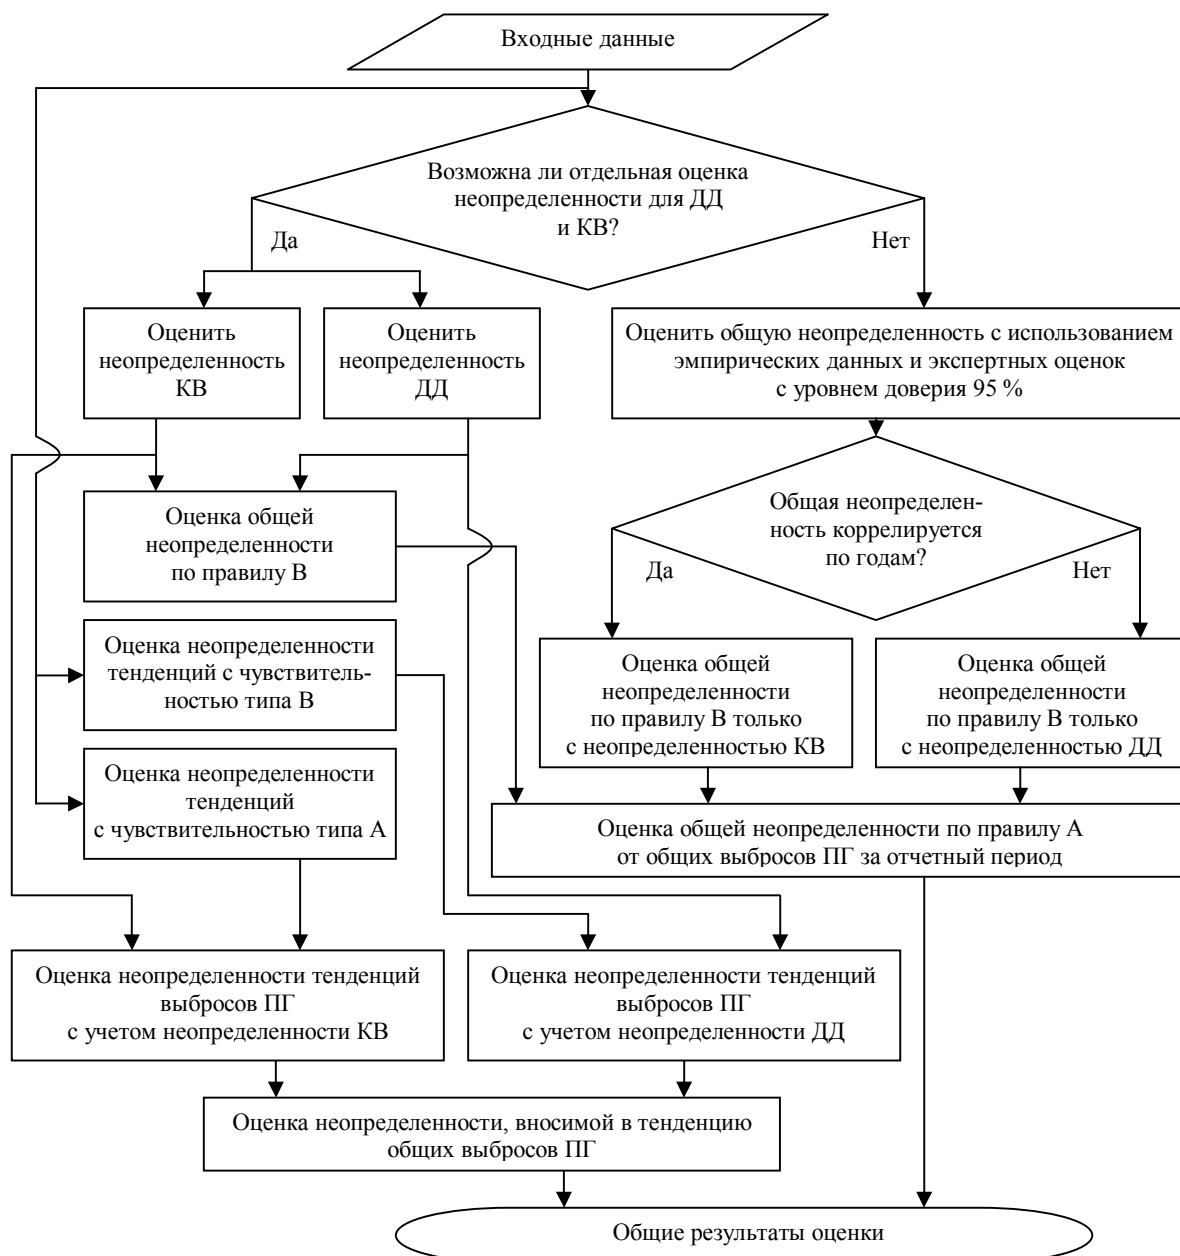 Входные данные
Возможна ли отдельная оценка
неопределенности для ДД
и КВ?
Да
Нет
Оценить
неопределенность
КВ
Оценить
неопределенность
ДД
Оценить общую неопределенность с использованием
эмпирических данных и экспертных оценок
с уровнем доверия 95 %
Оценка общей
неопределенности
по правилу В
Общая неопределен-
ность коррелируется
по годам?
Да
Нет
Оценка неопределенности
тенденций с чувствитель-
ностью типа В
Оценка общей
неопределенности
по правилу В только
с неопределенностью КВ
Оценка общей
неопределенности
по правилу В только
с неопределенностью ДД
Оценка неопределенности
тенденций
с чувствительностью типа А
Оценка общей неопределенности по правилу А
от общих выбросов ПГ за отчетный период
Оценка неопределенности тенденций
выбросов ПГ
с учетом неопределенности КВ
Оценка неопределенности тенденций
выбросов ПГ
с учетом неопределенности ДД
Оценка неопределенности, вносимой в тенденцию
общих выбросов ПГ
Общие результаты оценки